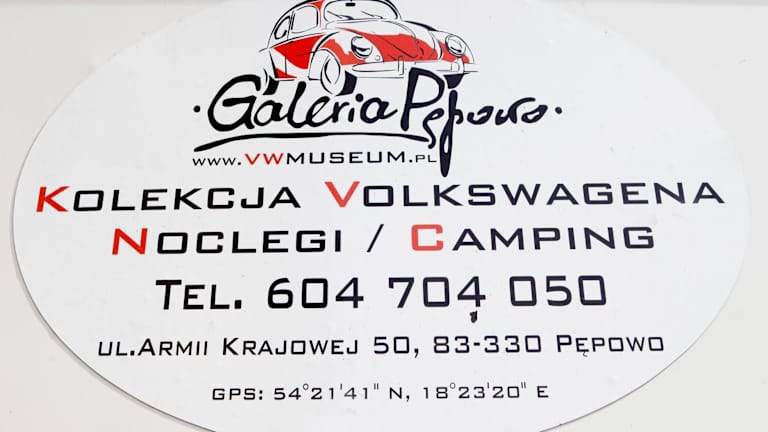 ·Galeria Pępowo·
www.VWMUSEUM.PL
KOLEKCJA VOLKSWAGENA
NOCLEGI / CAMPING
TEL. 604 704 050
UL.ARMII KRAJOWEJ 50, 83-330 PĘPOWO
GPS: 54°21'41" N, 18°23'20" E